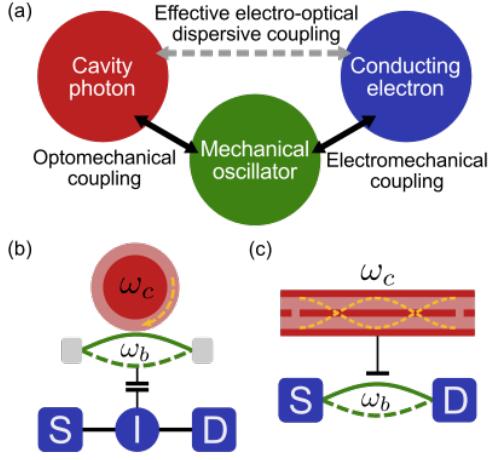 (a)
Effective electro-optical
dispersive coupling
Cavity
photon
Conducting
electron
Mechanical
oscillator
Optomechanical
coupling
Electromechanical
coupling
(b)
ω_c
ω_b
S
I
D
(c)
ω_c
S
ω_b
D